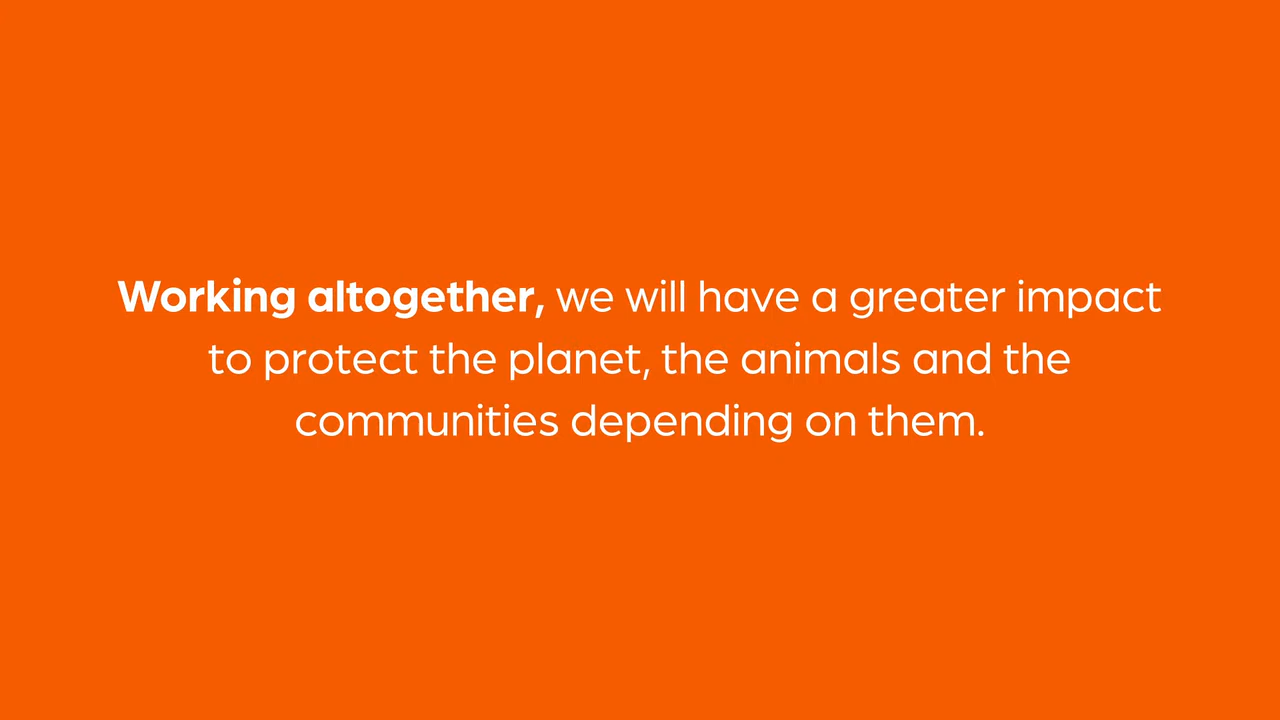 Working altogether, we will have a greater impact
to protect the planet, the animals and the
communities depending on them.